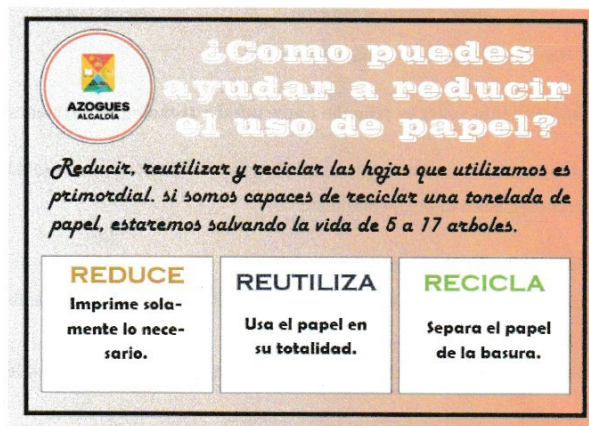 AZOGUES
ALCALDÍA
¿Como puedes
ayudar a reducir
el uso de papel?
Reducir, reutilizar y reciclar las hojas que utilizamos es
primordial. si somos capaces de reciclar una tonelada de
papel, estaremos salvando la vida de 5 a 17 arboles.
REDUCE
Imprime sola-
mente lo nece-
sario.
REUTILIZA
Usa el papel en
su totalidad.
RECICLA
Separa el papel
de la basura.